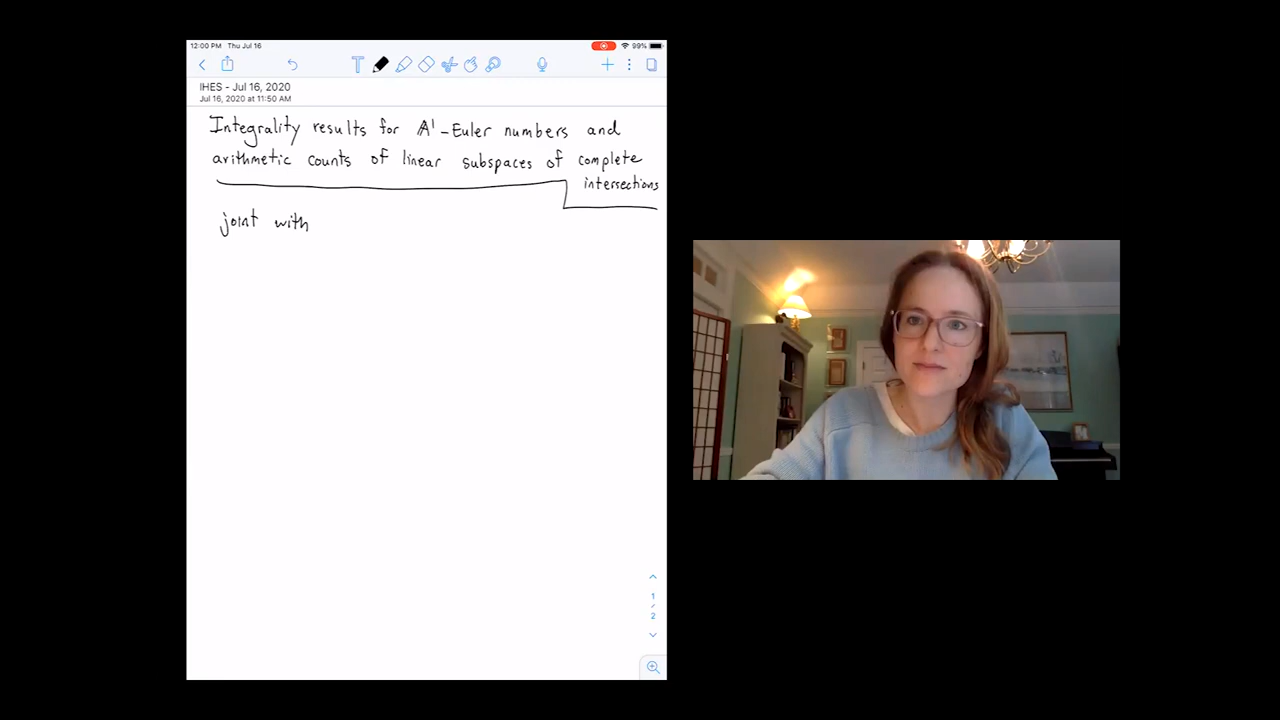 12:00 PM Thu Jul 16
99%
IHES - Jul 16, 2020
Jul 16, 2020 at 11:50 AM
Integrality results for 𝔸¹-Euler numbers and
arithmetic counts of linear subspaces of complete
intersections
joint with
1
2